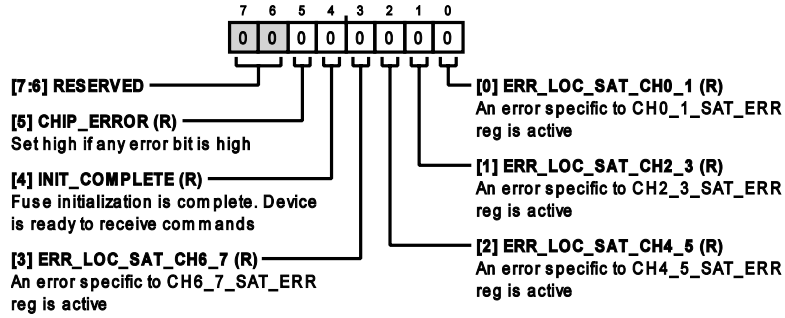 7 6 5 4 3 2 1 0
0 0 0 0 0 0 0 0
[7:6] RESERVED
[5] CHIP_ERROR (R)
Set high if any error bit is high
[4] INIT_COMPLETE (R)
Fuse initialization is complete. Device
is ready to receive commands
[3] ERR_LOC_SAT_CH6_7 (R)
An error specific to CH6_7_SAT_ERR
reg is active
[0] ERR_LOC_SAT_CH0_1 (R)
An error specific to CH0_1_SAT_ERR
reg is active
[1] ERR_LOC_SAT_CH2_3 (R)
An error specific to CH2_3_SAT_ERR
reg is active
[2] ERR_LOC_SAT_CH4_5 (R)
An error specific to CH4_5_SAT_ERR
reg is active